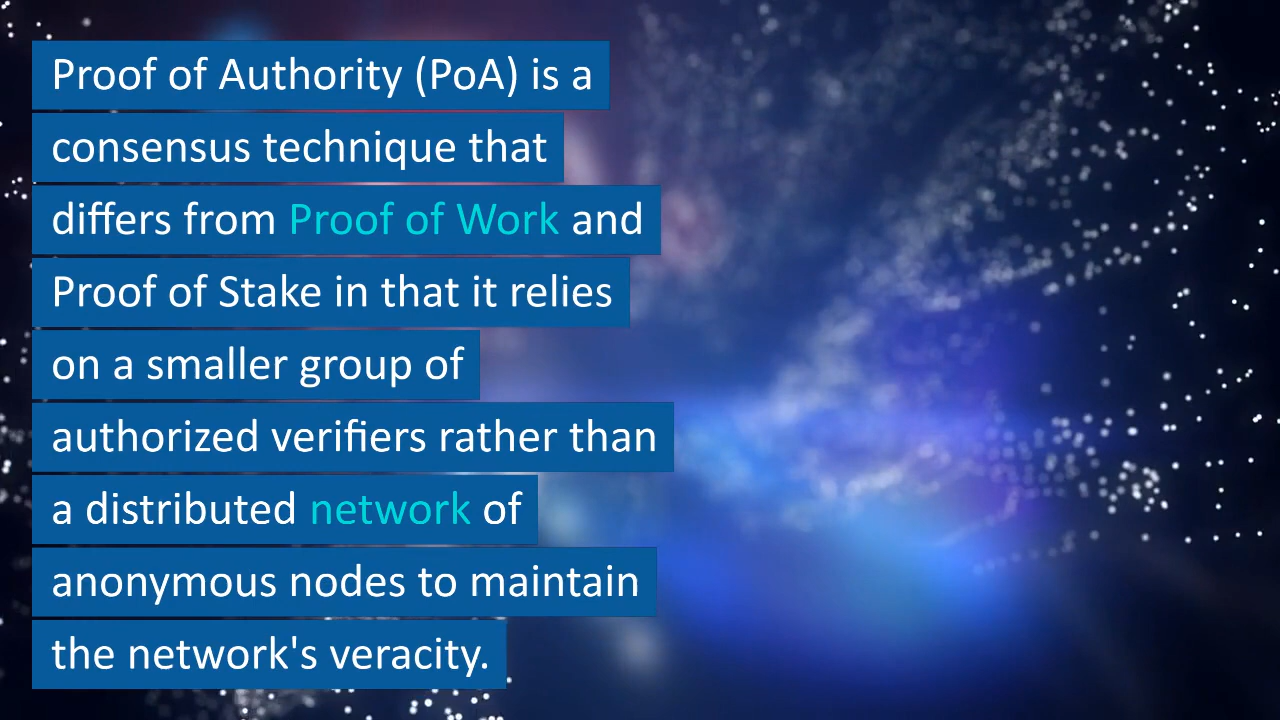 Proof of Authority (PoA) is a
consensus technique that
differs from Proof of Work and
Proof of Stake in that it relies
on a smaller group of
authorized verifiers rather than
a distributed network of
anonymous nodes to maintain
the network's veracity.